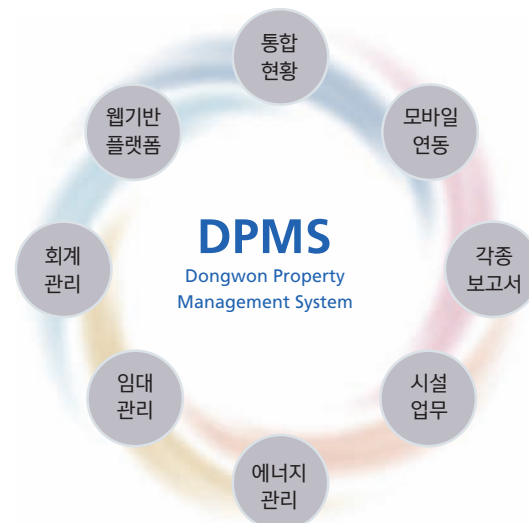 통합
현황
모바일
연동
각종
보고서
시설
업무
에너지
관리
임대
관리
회계
관리
웹기반
플랫폼
DPMS
Dongwon Property
Management System